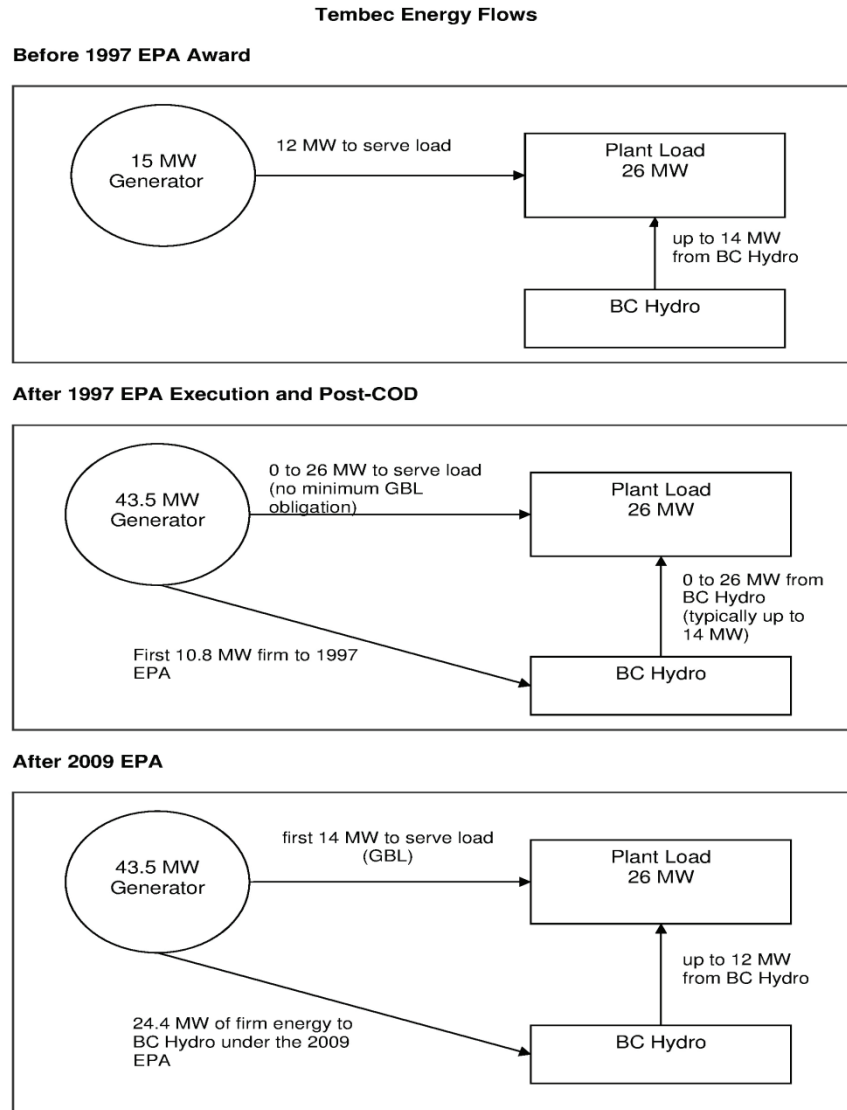 Tembec Energy Flows
Before 1997 EPA Award
15 MW
Generator
12 MW to serve load
Plant Load
26 MW
up to 14 MW
from BC Hydro
BC Hydro
After 1997 EPA Execution and Post-COD
43.5 MW
Generator
0 to 26 MW to serve load
(no minimum GBL
obligation)
Plant Load
26 MW
0 to 26 MW from
BC Hydro
(typically up to
14 MW)
First 10.8 MW firm to 1997
EPA
BC Hydro
After 2009 EPA
43.5 MW
Generator
first 14 MW to serve load
(GBL)
Plant Load
26 MW
up to 12 MW
from BC Hydro
24.4 MW of firm energy to
BC Hydro under the 2009
EPA
BC Hydro